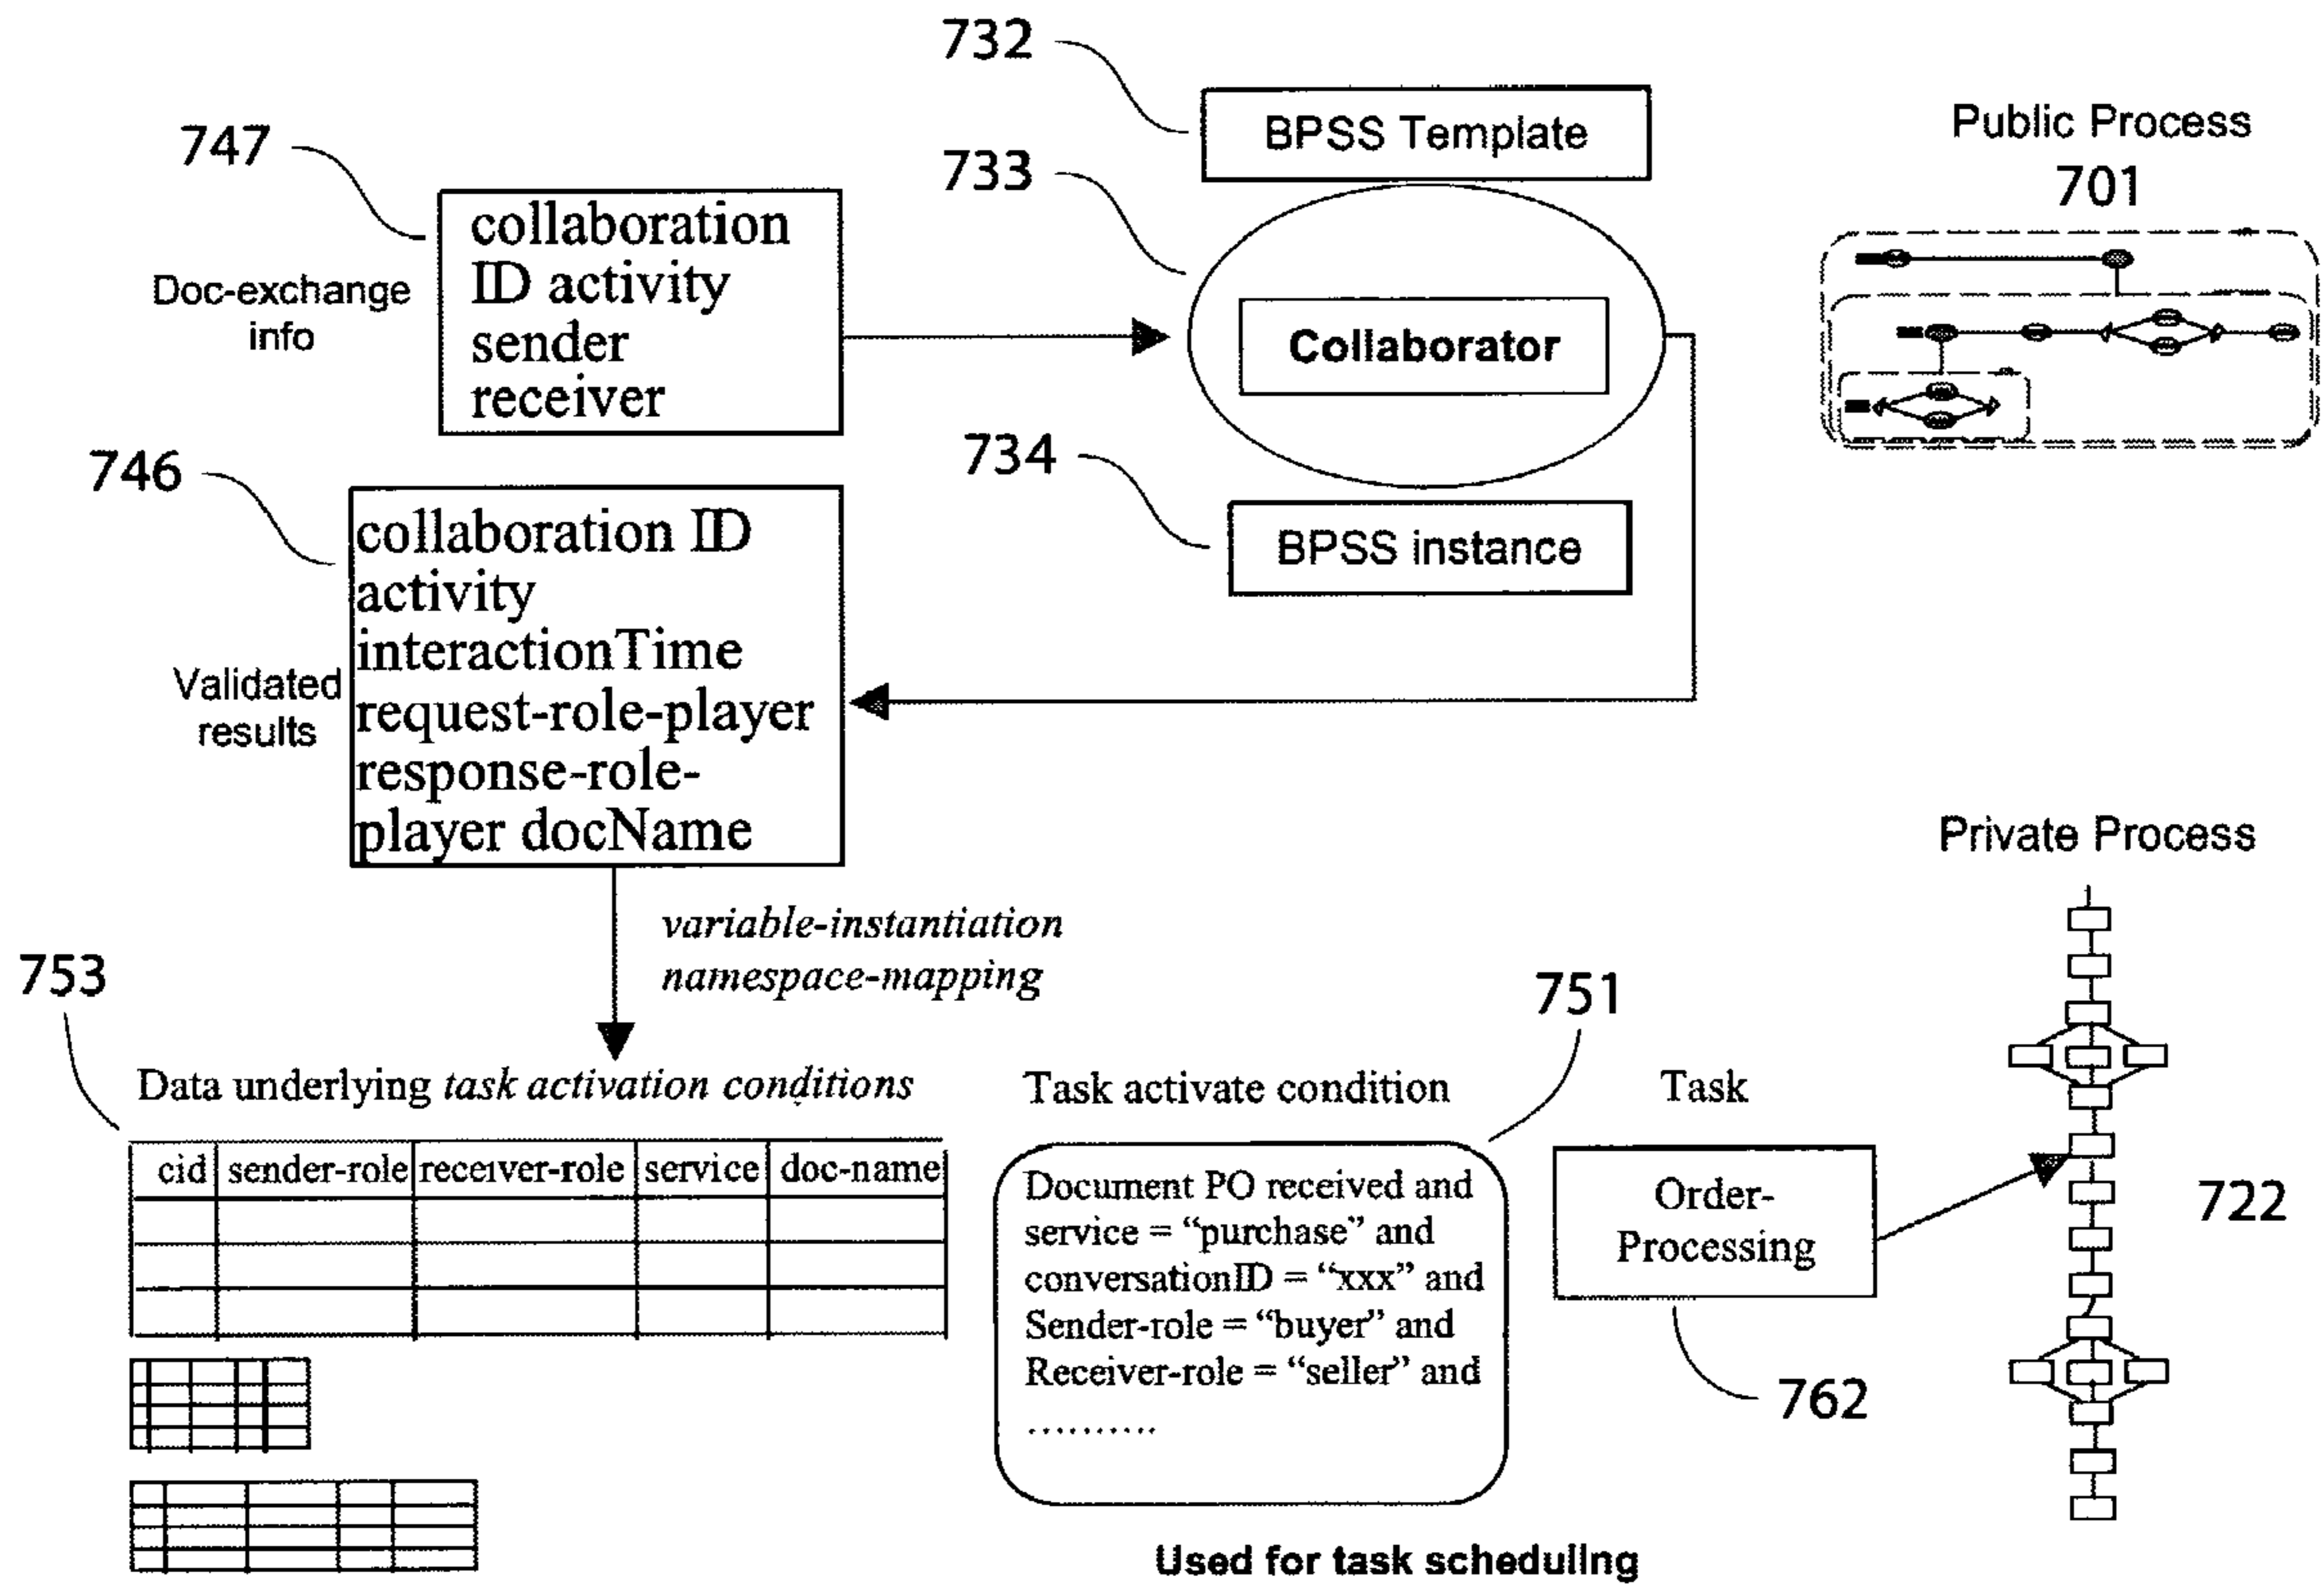 732
BPSS Template
Public Process
701
747
733
collaboration
ID activity
sender
receiver
Doc-exchange
info
Collaborator
746
734
collaboration ID
activity
interactionTime
request-role-player
response-role-
player docName
BPSS instance
Validated
results
Private Process
variable-instantiation
namespace-mapping
753
751
Data underlying task activation conditions
Task activate condition
Task
cid sender-role receiver-role service doc-name
Document PO received and
service = “purchase” and
conversationID = “xxx” and
Sender-role = “buyer” and
Receiver-role = “seller” and
..........
Order-
Processing
722
762
Used for task scheduling